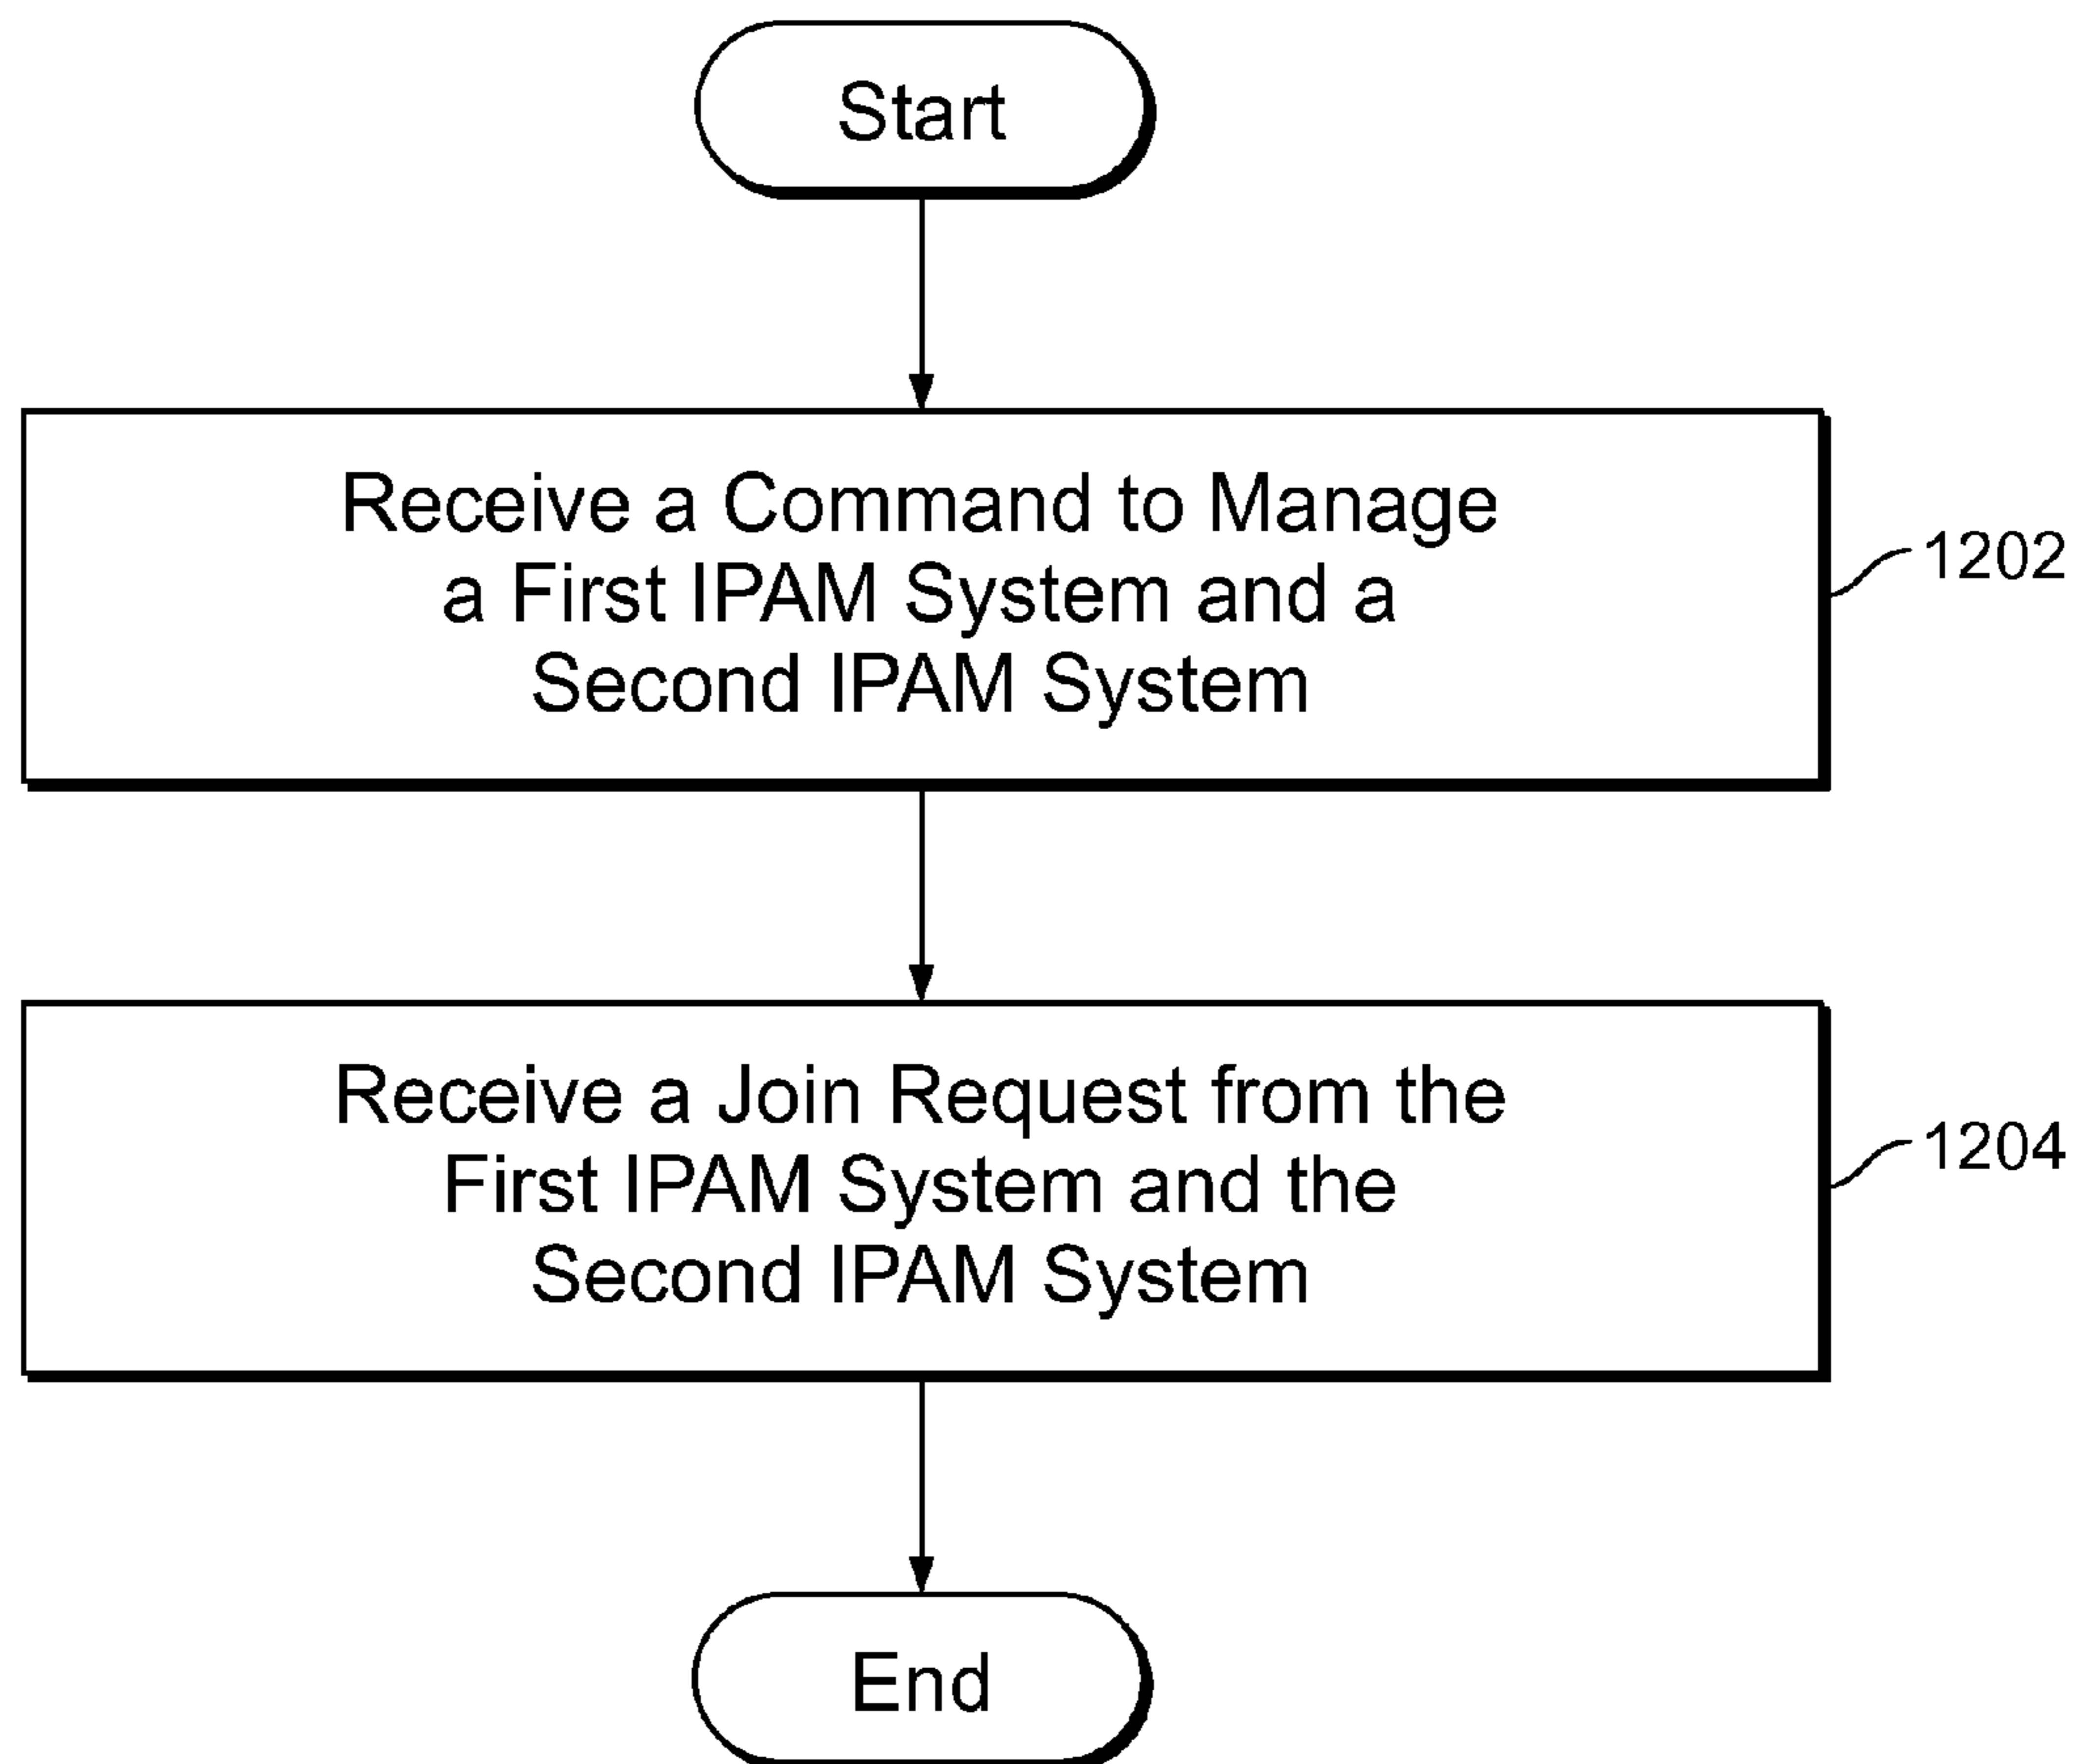 Start
Receive a Command to Manage
a First IPAM System and a
Second IPAM System
1202
Receive a Join Request from the
First IPAM System and the
Second IPAM System
1204
End